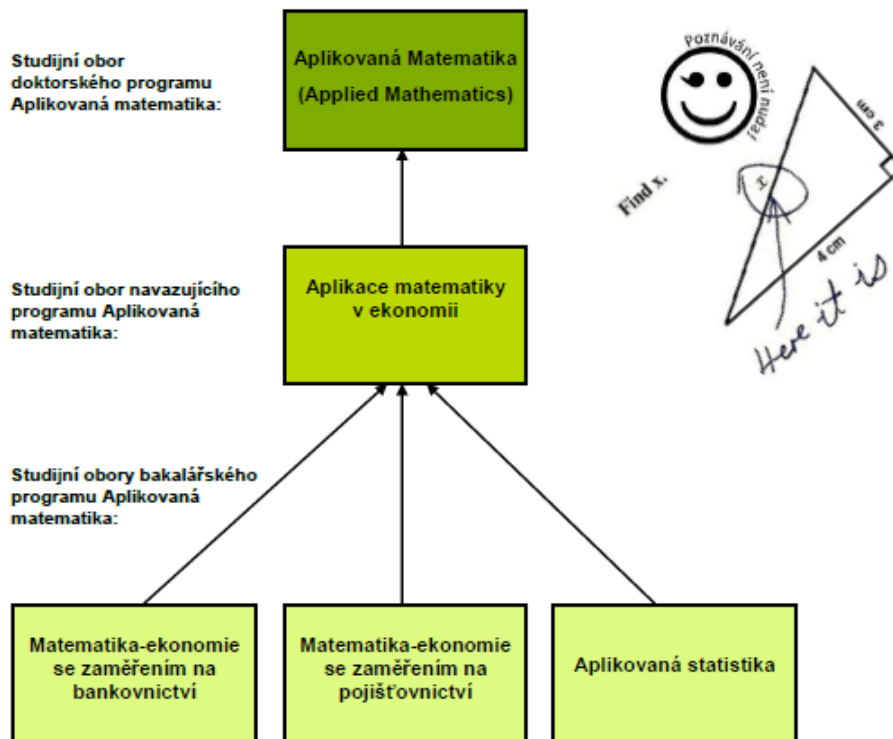 Studijní obor
doktorského programu
Aplikovaná matematika:
Aplikovaná Matematika
(Applied Mathematics)
Poznávání není nuda!
Find x.
x
3 cm
4 cm
Here it is
Studijní obor navazujícího
programu Aplikovaná
matematika:
Aplikace matematiky
v ekonomii
Studijní obory bakalářského
programu Aplikovaná
matematika:
Matematika-ekonomie
se zaměřením na
bankovnictví
Matematika-ekonomie
se zaměřením na
pojišťovnictví
Aplikovaná statistika